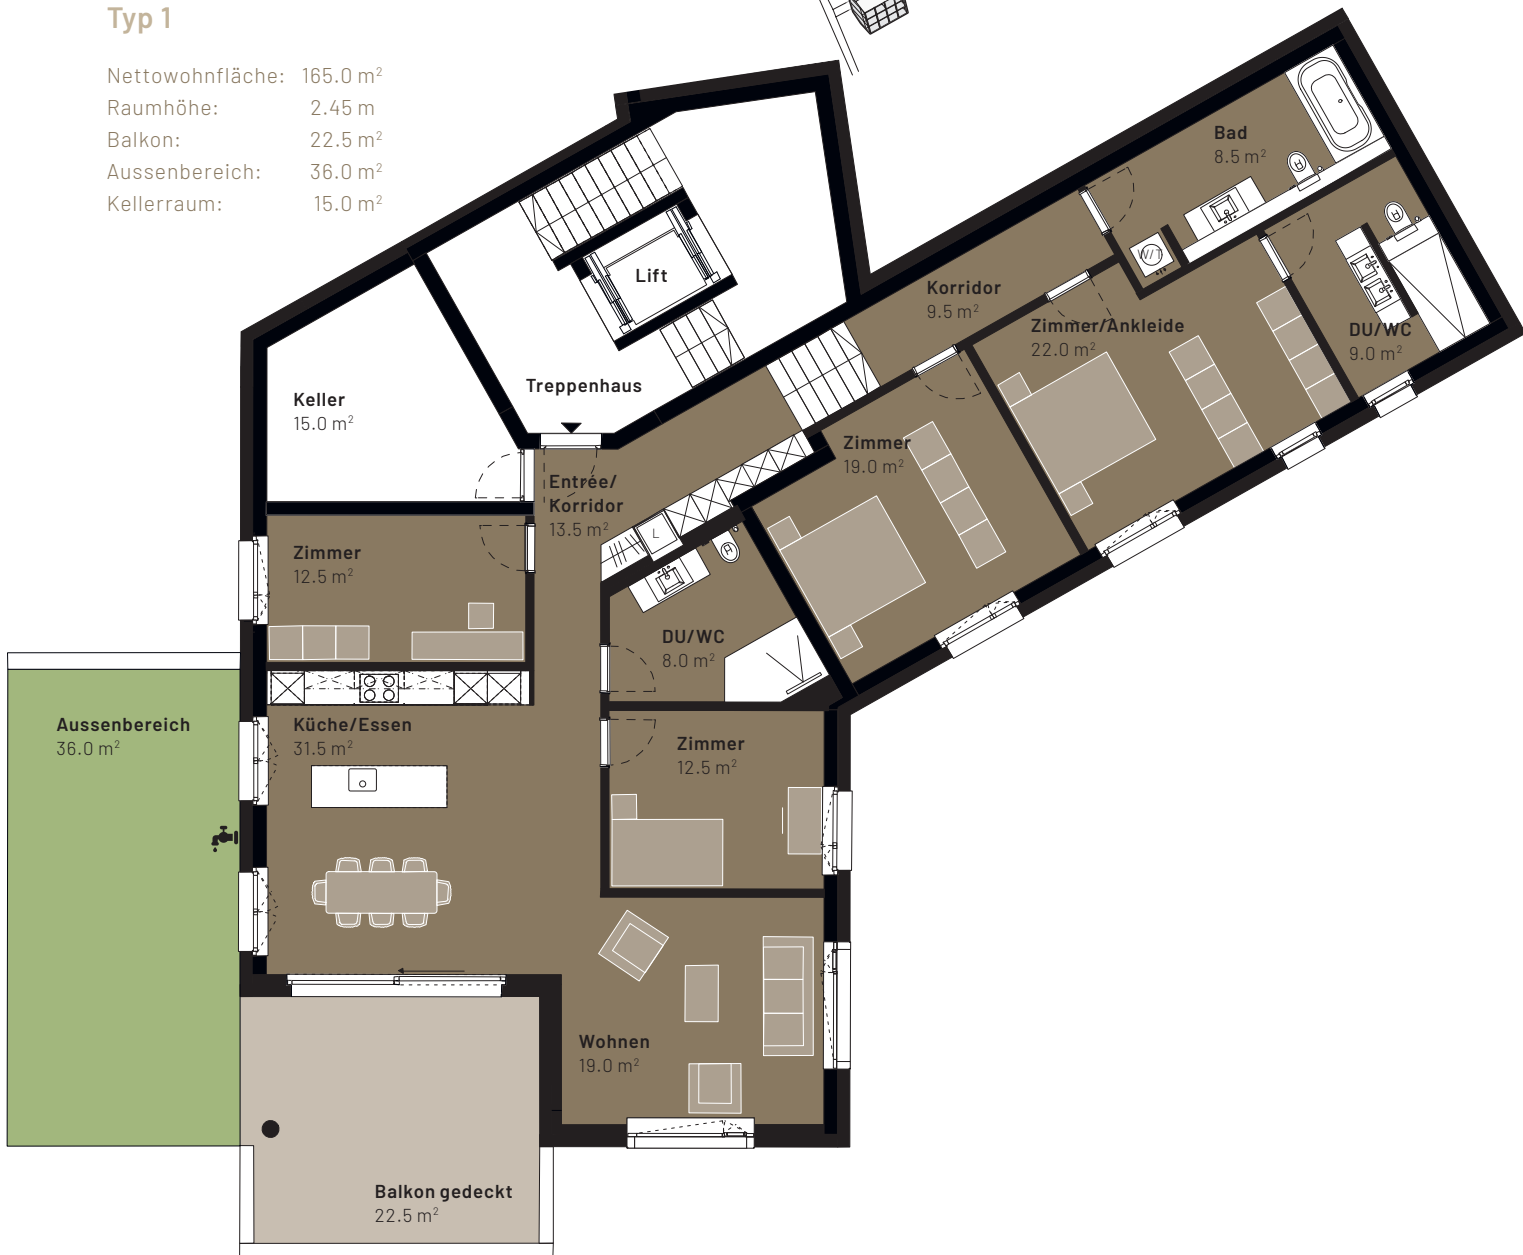 Typ 1
Nettowohnfläche: 165.0 m²
Raumhöhe: 2.45 m
Balkon: 22.5 m²
Aussenbereich: 36.0 m²
Kellerraum: 15.0 m²
Bad
8.5 m²
W/T
Lift
Korridor
9.5 m²
Zimmer/Ankleide
22.0 m²
DU/WC
9.0 m²
Treppenhaus
Keller
15.0 m²
Zimmer
19.0 m²
Entrée/
Korridor
13.5 m²
L
Zimmer
12.5 m²
DU/WC
8.0 m²
Aussenbereich
36.0 m²
Küche/Essen
31.5 m²
Zimmer
12.5 m²
Wohnen
19.0 m²
Balkon gedeckt
22.5 m²